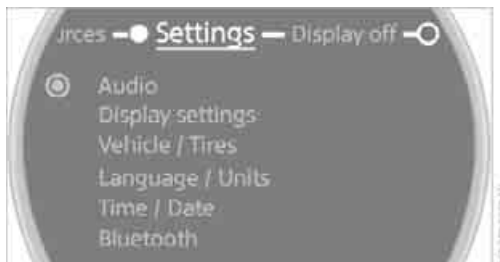 urces Settings Display off
Audio
Display settings
Vehicle / Tires
Language / Units
Time / Date
Bluetooth